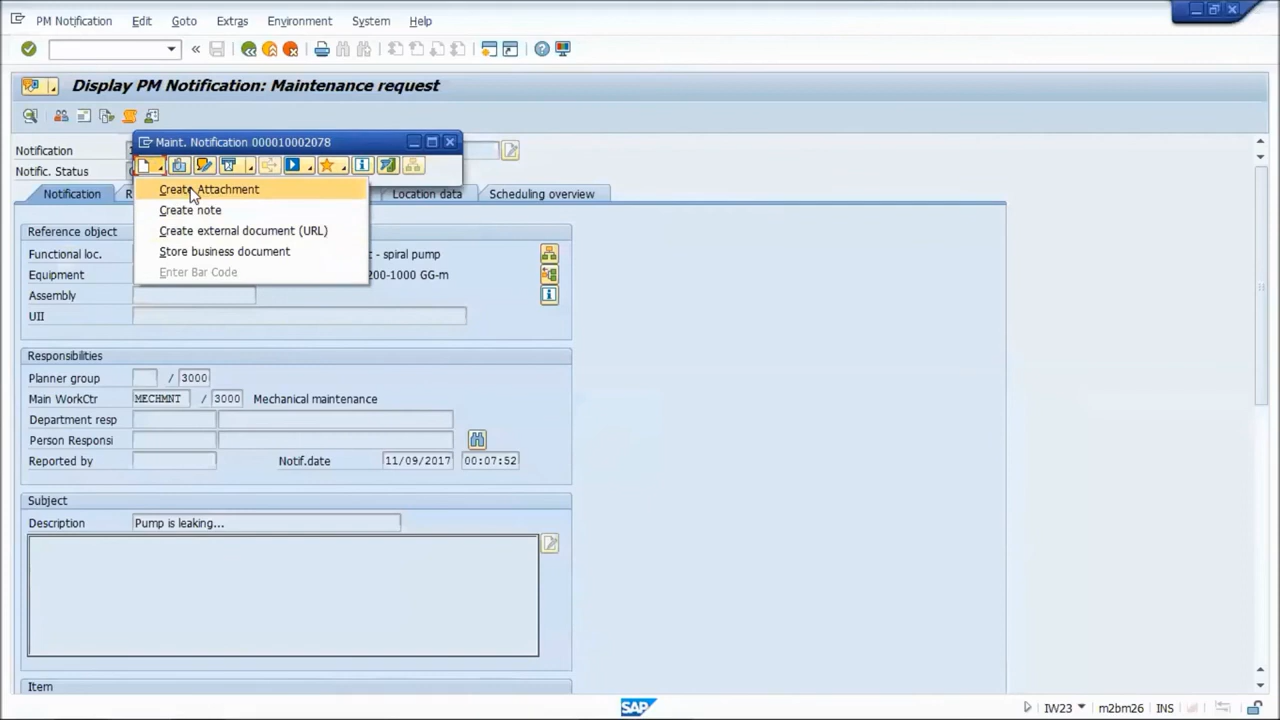 PM Notification Edit Goto Extras Environment System Help
Display PM Notification: Maintenance request
Maint. Notification 000010002078
Notification
Notific. Status
Create Attachment
Create note
Create external document (URL)
Store business document
Enter Bar Code
Notification Location data Scheduling overview
Reference object
Functional loc. - spiral pump
Equipment 200-1000 GG-m
Assembly
UII
Responsibilities
Planner group / 3000
Main WorkCtr MECHMNT / 3000 Mechanical maintenance
Department resp
Person Responsi
Reported by Notif.date 11/09/2017 00:07:52
Subject
Description Pump is leaking...
Item
SAP IW23 m2bm26 INS